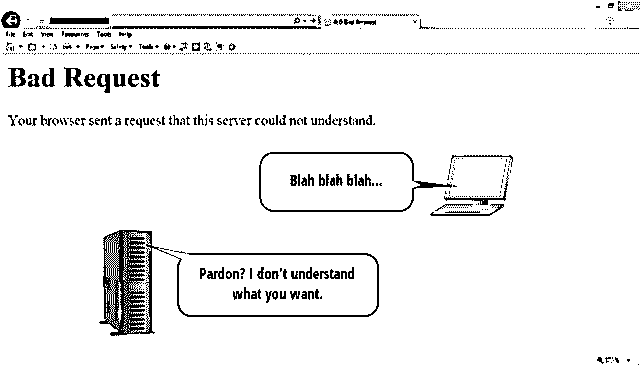 400 Bad Request
File Edit View Favorites Tools Help
Page Safety Tools
Bad Request
Your browser sent a request that this server could not understand.
Blah blah blah...
Pardon? I don't understand
what you want.